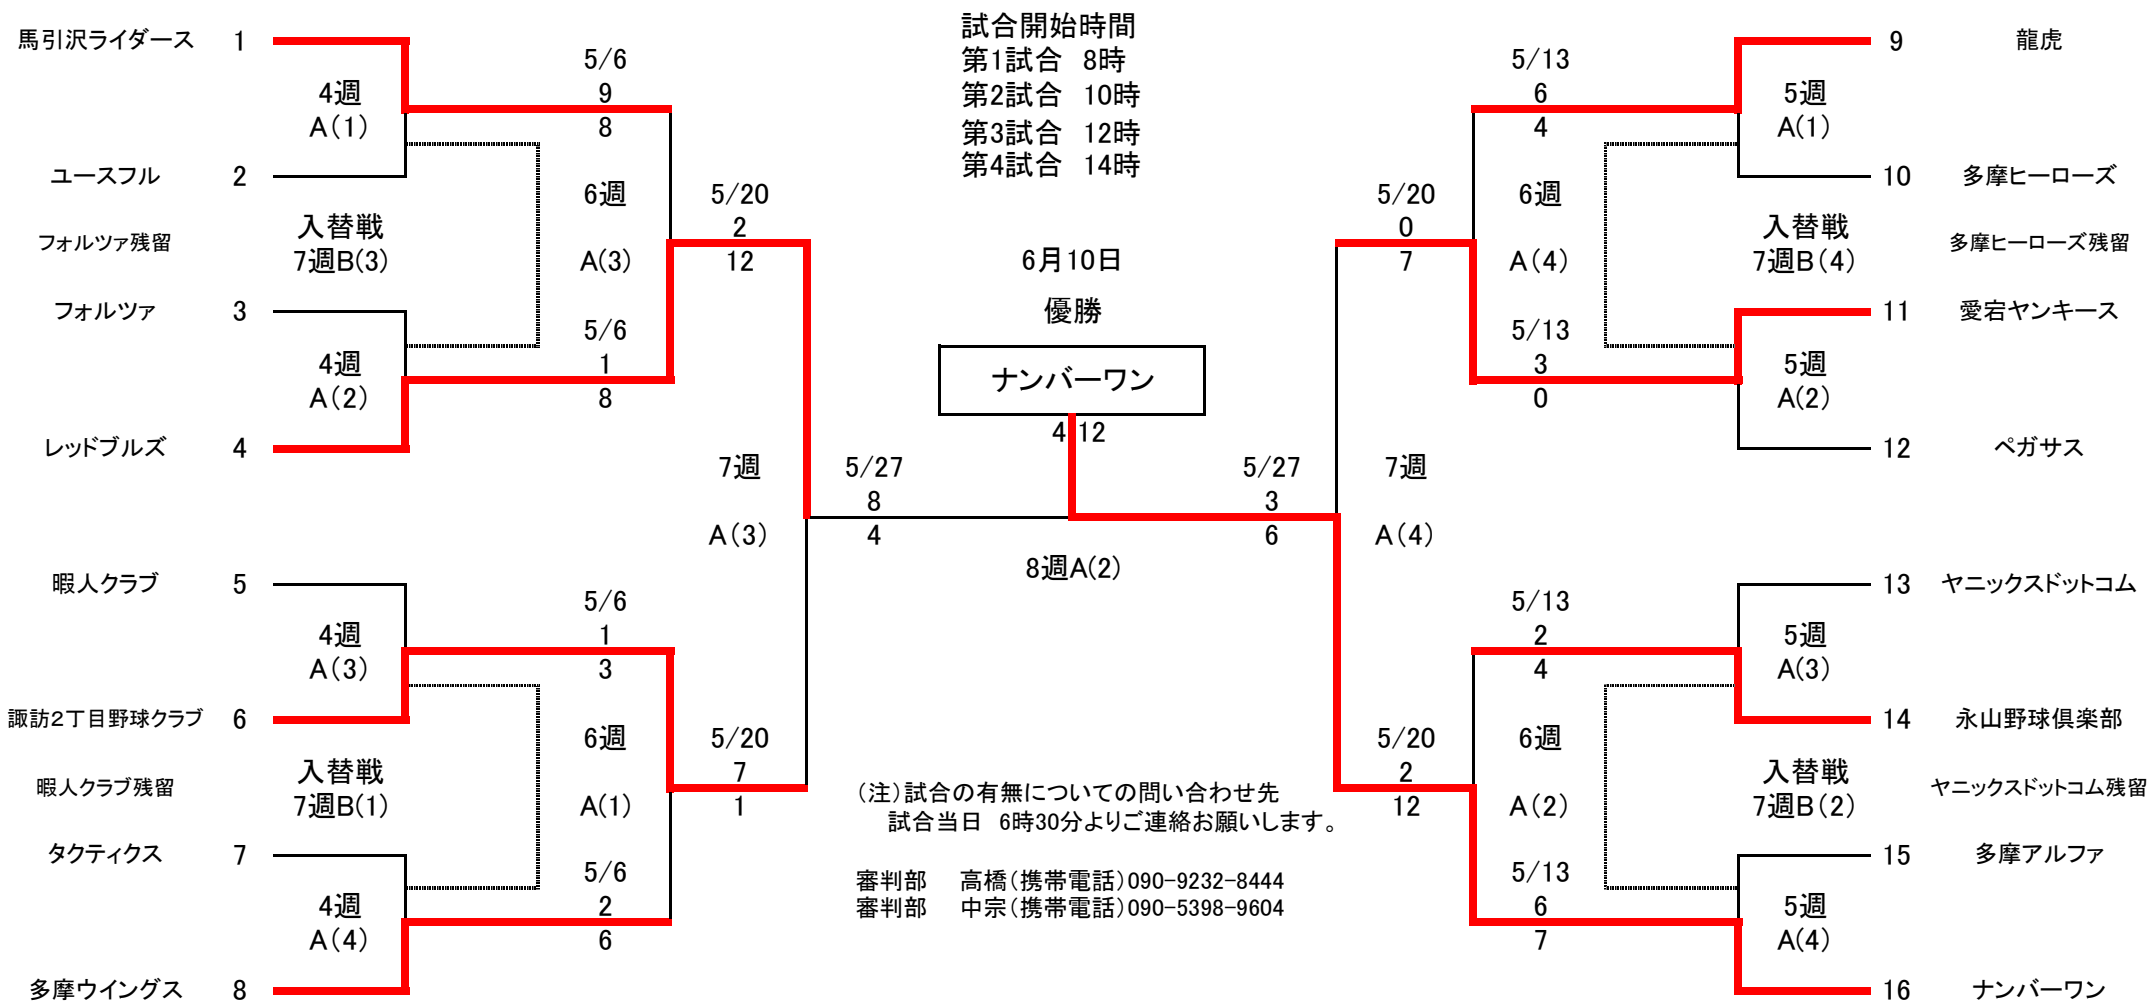 試合開始時間
第1試合 8時
第2試合 10時
第3試合 12時
第4試合 14時
馬引沢ライダース 1
4週
A(1)
5/6
9
8
ユースフル 2
フォルツァ残留
入替戦
7週B(3)
6週
A(3)
5/20
2
12
フォルツァ 3
4週
A(2)
5/6
1
8
レッドブルズ 4
7週
A(3)
5/27
8
4
暇人クラブ 5
4週
A(3)
5/6
1
3
諏訪2丁目野球クラブ 6
暇人クラブ残留
入替戦
7週B(1)
6週
A(1)
5/20
7
1
タクティクス 7
4週
A(4)
5/6
2
6
多摩ウイングス 8
6月10日
優勝
ナンバーワン
4 12
8週A(2)
(注)試合の有無についての問い合わせ先
試合当日 6時30分よりご連絡お願いします。
審判部 高橋(携帯電話)090-9232-8444
審判部 中宗(携帯電話)090-5398-9604
9 龍虎
5/13
6
4
5週
A(1)
10 多摩ヒーローズ
5/20
0
7
6週
A(4)
入替戦
7週B(4)
多摩ヒーローズ残留
11 愛宕ヤンキース
5/13
3
0
5週
A(2)
12 ペガサス
5/27
3
6
7週
A(4)
13 ヤニックスドットコム
5/13
2
4
5週
A(3)
14 永山野球倶楽部
5/20
2
12
6週
A(2)
入替戦
7週B(2)
ヤニックスドットコム残留
15 多摩アルファ
5/13
6
7
5週
A(4)
16 ナンバーワン